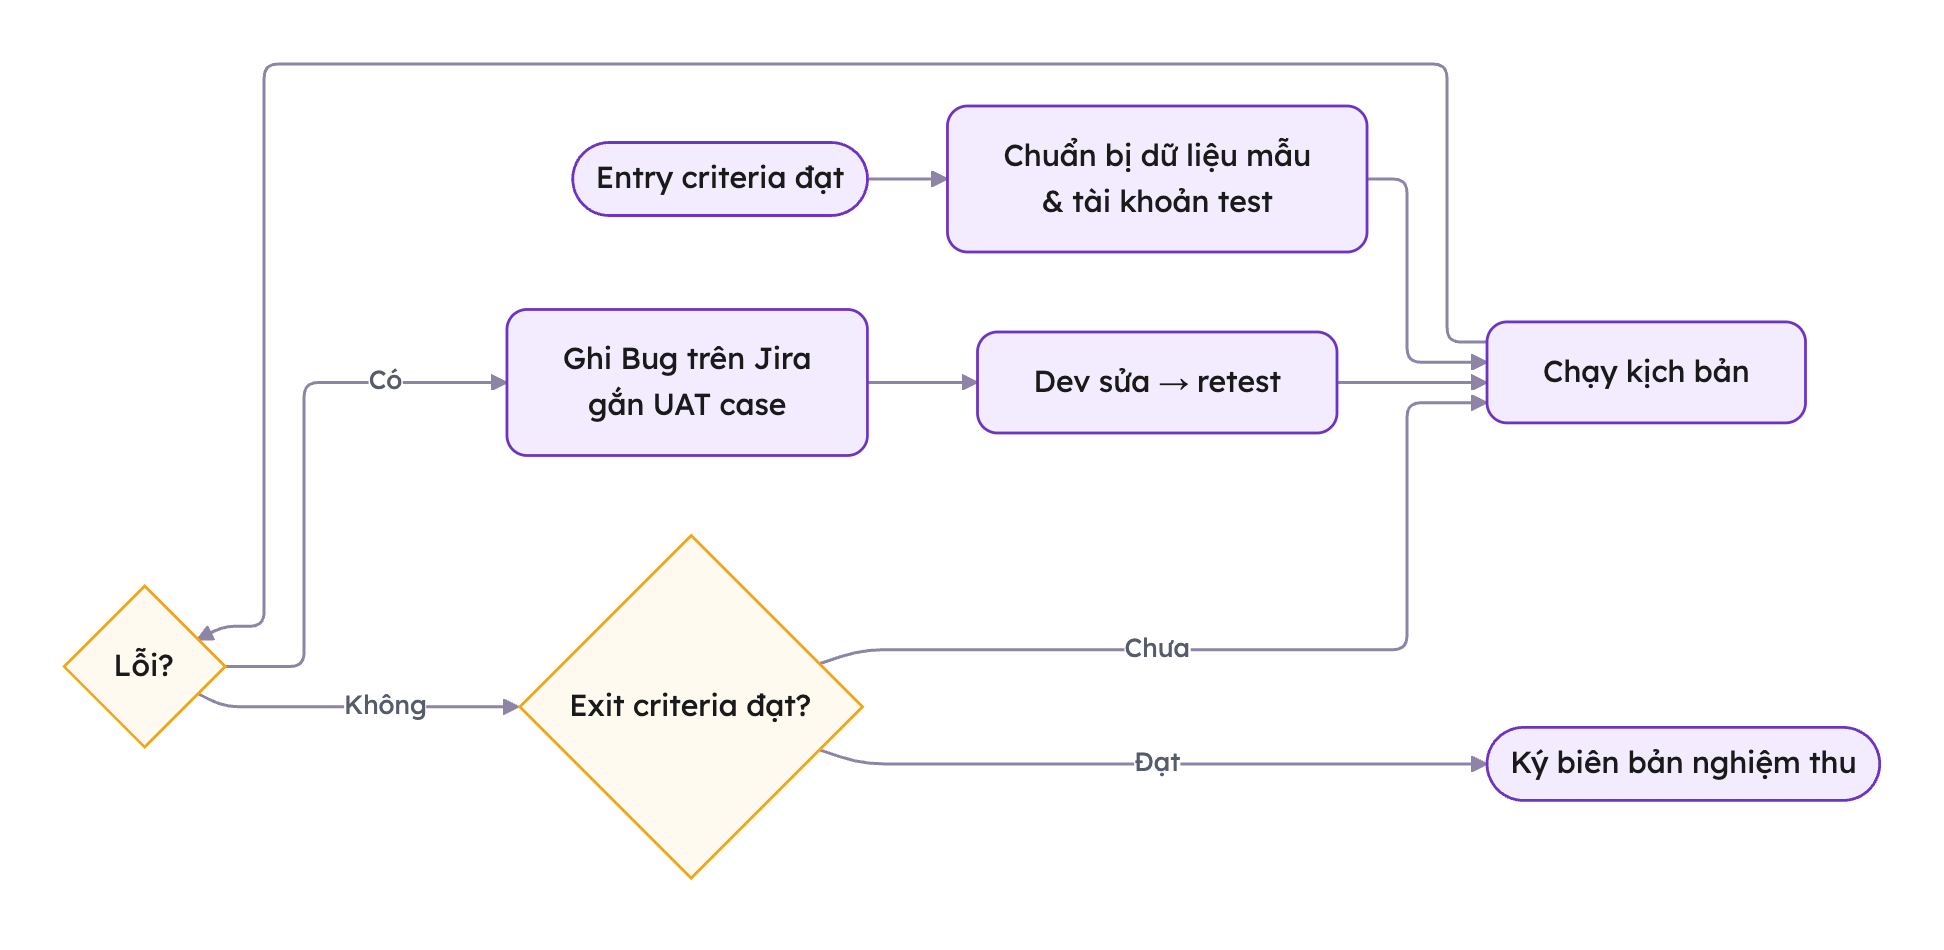 Entry criteria đạt
Chuẩn bị dữ liệu mẫu
& tài khoản test
Có
Ghi Bug trên Jira
gắn UAT case
Dev sửa → retest
Chạy kịch bản
Lỗi?
Không
Exit criteria đạt?
Chưa
Đạt
Ký biên bản nghiệm thu